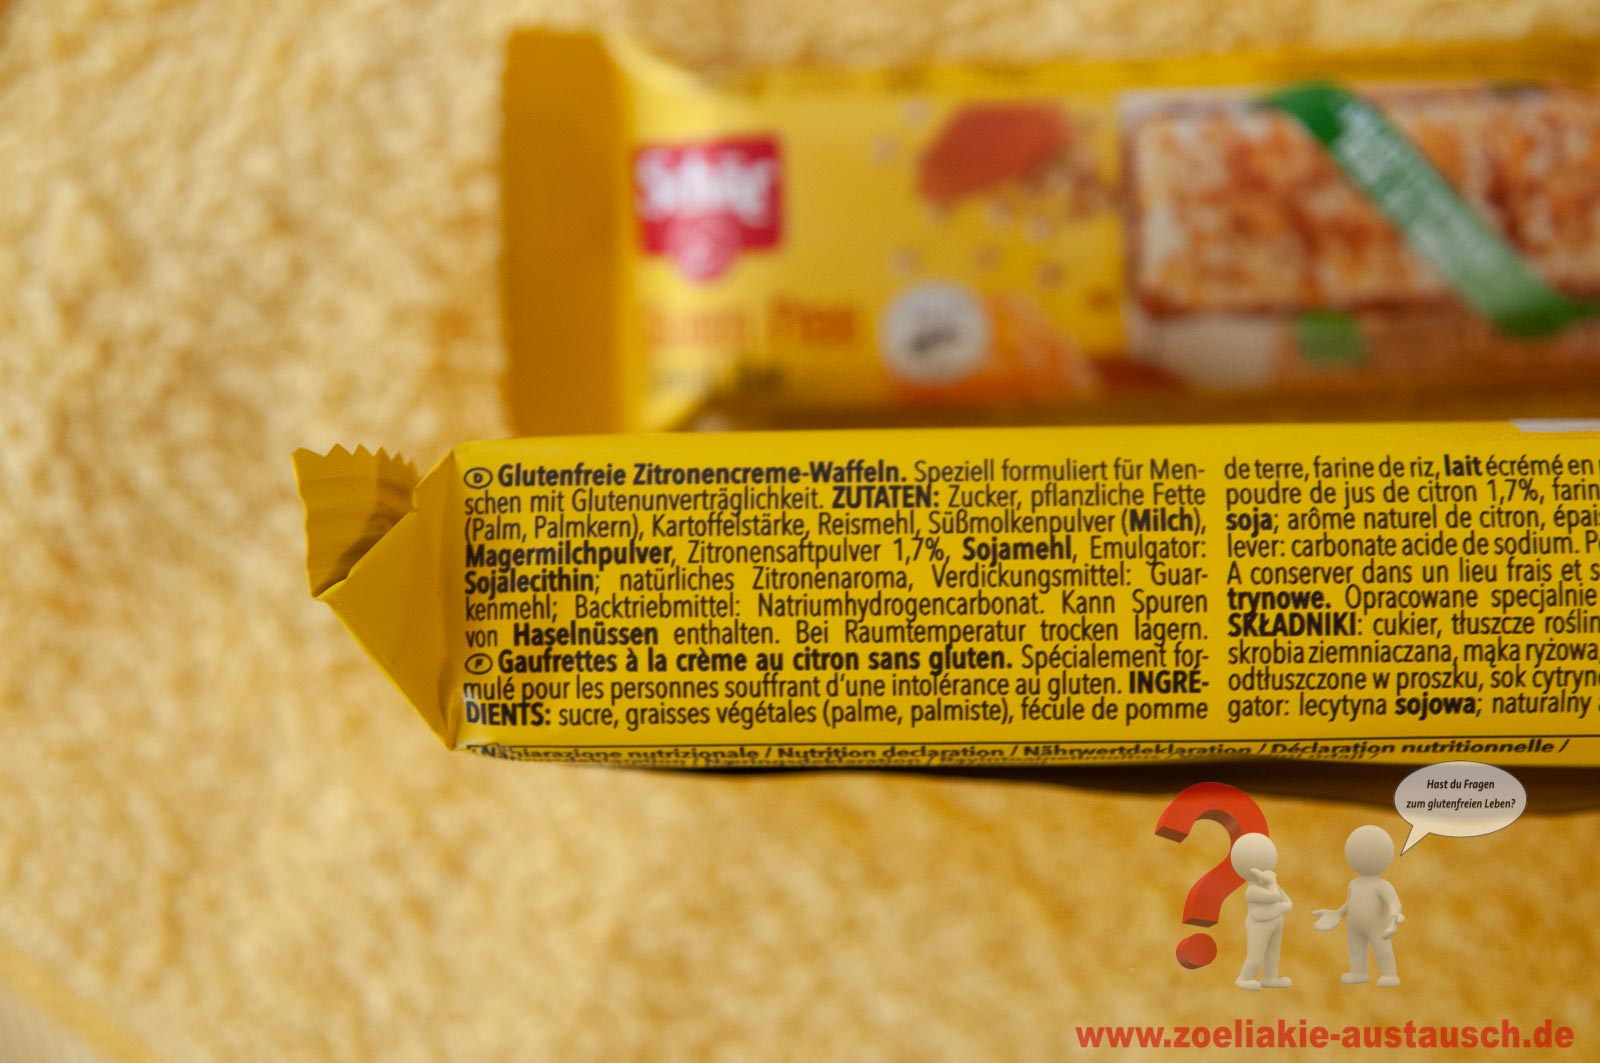 Schär
D Glutenfreie Zitronencreme-Waffeln. Speziell formuliert für Men-
schen mit Glutenunverträglichkeit. ZUTATEN: Zucker, pflanzliche Fette
(Palm, Palmkern), Kartoffelstärke, Reismehl, Süßmolkenpulver (Milch),
Magermilchpulver, Zitronensaftpulver 1,7%, Sojamehl, Emulgator:
Sojalecithin; natürliches Zitronenaroma, Verdickungsmittel: Guar-
kenmehl; Backtriebmittel: Natriumhydrogencarbonat. Kann Spuren
von Haselnüssen enthalten. Bei Raumtemperatur trocken lagern.
F Gaufrettes à la crème au citron sans gluten. Spécialement for-
mulé pour les personnes souffrant d'une intolérance au gluten. INGRÉ-
DIENTS: sucre, graisses végétales (palme, palmiste), fécule de pomme
de terre, farine de riz, lait écrémé en
poudre de jus de citron 1,7%, farin
soja; arôme naturel de citron, épais
lever: carbonate acide de sodium. P
A conserver dans un lieu frais et s
trynowe. Opracowane specjalnie
SKŁADNIKI: cukier, tłuszcze roślin
skrobia ziemniaczana, mąka ryżowa,
odtłuszczone w proszku, sok cytryn
gator: lecytyna sojowa; naturalny
nutrizionale / Nutrition declaration / Nährwertdeklaration / Déclaration nutritionnelle /
Hast du Fragen
zum glutenfreien Leben?
www.zoeliakie-austausch.de